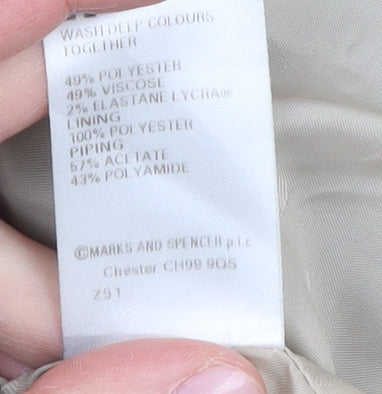 WASH DEEP COLOURS
TOGETHER
49% POLYESTER
49% VISCOSE
2% ELASTANE LYCRA®
LINING
100% POLYESTER
PIPING
57% ACETATE
43% POLYAMIDE
©MARKS AND SPENCER p.l.c.
Chester CH99 9QS
251